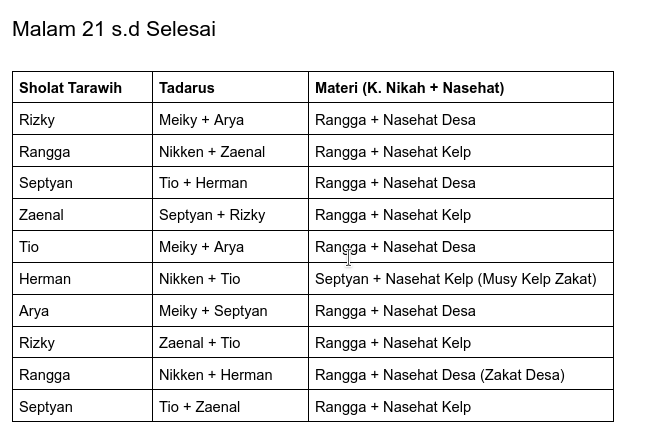 Malam 21 s.d Selesai
Sholat Tarawih Tadarus Materi (K. Nikah + Nasehat)
Rizky Meiky + Arya Rangga + Nasehat Desa
Rangga Nikken + Zaenal Rangga + Nasehat Kelp
Septyan Tio + Herman Rangga + Nasehat Desa
Zaenal Septyan + Rizky Rangga + Nasehat Kelp
Tio Meiky + Arya Rangga + Nasehat Desa
Herman Nikken + Tio Septyan + Nasehat Kelp (Musy Kelp Zakat)
Arya Meiky + Septyan Rangga + Nasehat Desa
Rizky Zaenal + Tio Rangga + Nasehat Kelp
Rangga Nikken + Herman Rangga + Nasehat Desa (Zakat Desa)
Septyan Tio + Zaenal Rangga + Nasehat Kelp